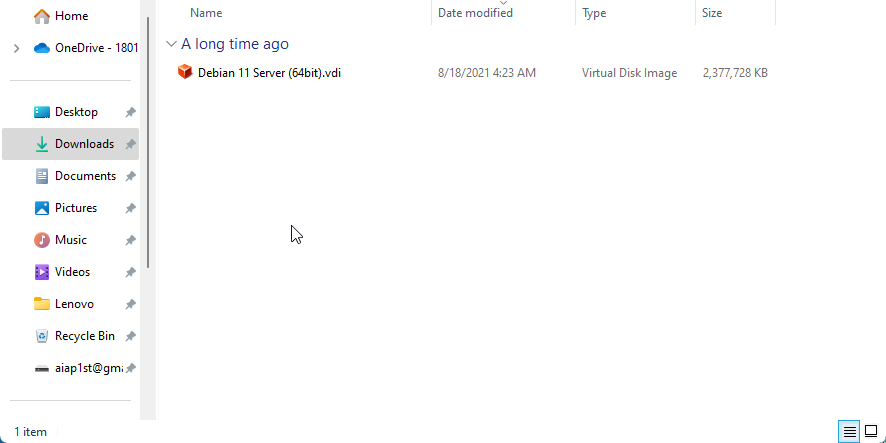 Home
Name
Date modified
Type
Size
OneDrive - 1801
A long time ago
Debian 11 Server (64bit).vdi
8/18/2021 4:23 AM
Virtual Disk Image
2,377,728 KB
Desktop
Downloads
Documents
Pictures
Music
Videos
Lenovo
Recycle Bin
aiap1st@gma
1 item